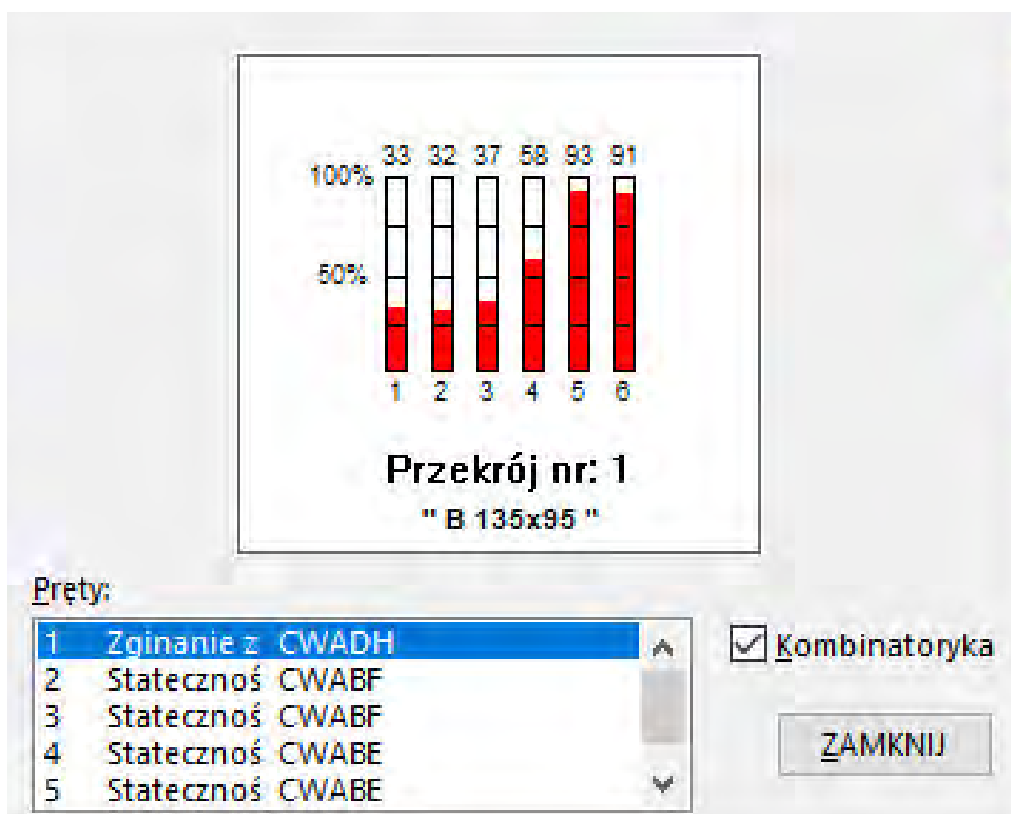 33 32 37 58 93 91
100%
50%
1 2 3 4 5 6
Przekrój nr: 1
" B 135x95 "
Pręty:
1 Zginanie z CWADH
2 Statecznoś CWABF
3 Statecznoś CWABF
4 Statecznoś CWABE
5 Statecznoś CWABE
Kombinatoryka
ZAMKNIJ